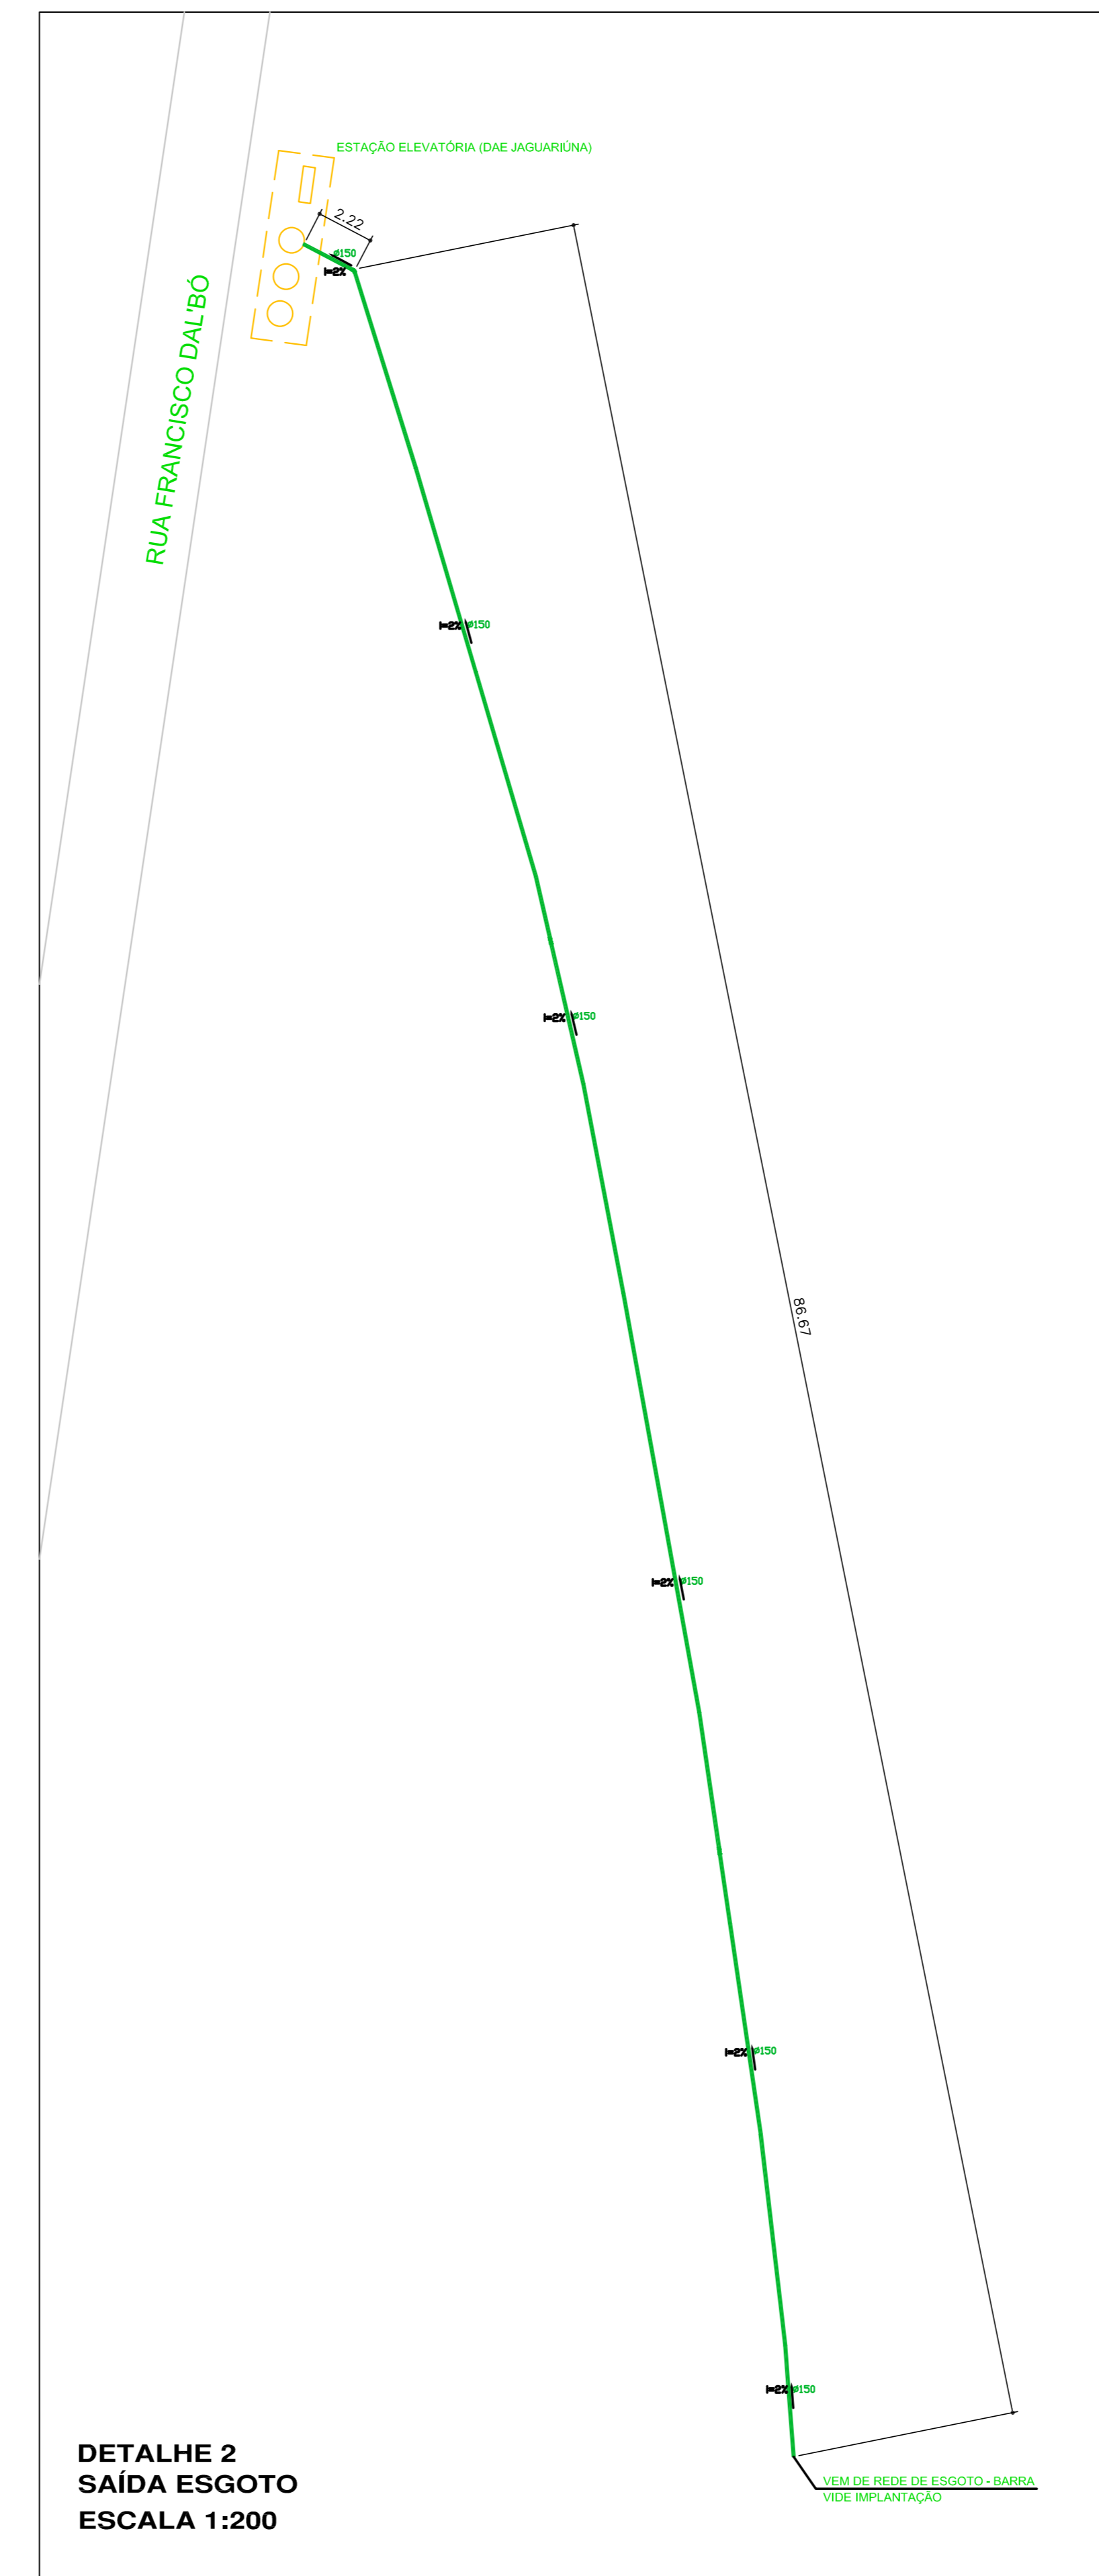 ESTAÇÃO ELEVATÓRIA (DAE JAGUARIÚNA)
2.22
ø150
I=2%
RUA FRANCISCO DAL'BÓ
I=2% ø150
I=2% ø150
86.67
I=2% ø150
I=2% ø150
I=2% ø150
DETALHE 2
SAÍDA ESGOTO
ESCALA 1:200
VEM DE REDE DE ESGOTO - BARRA
VIDE IMPLANTAÇÃO